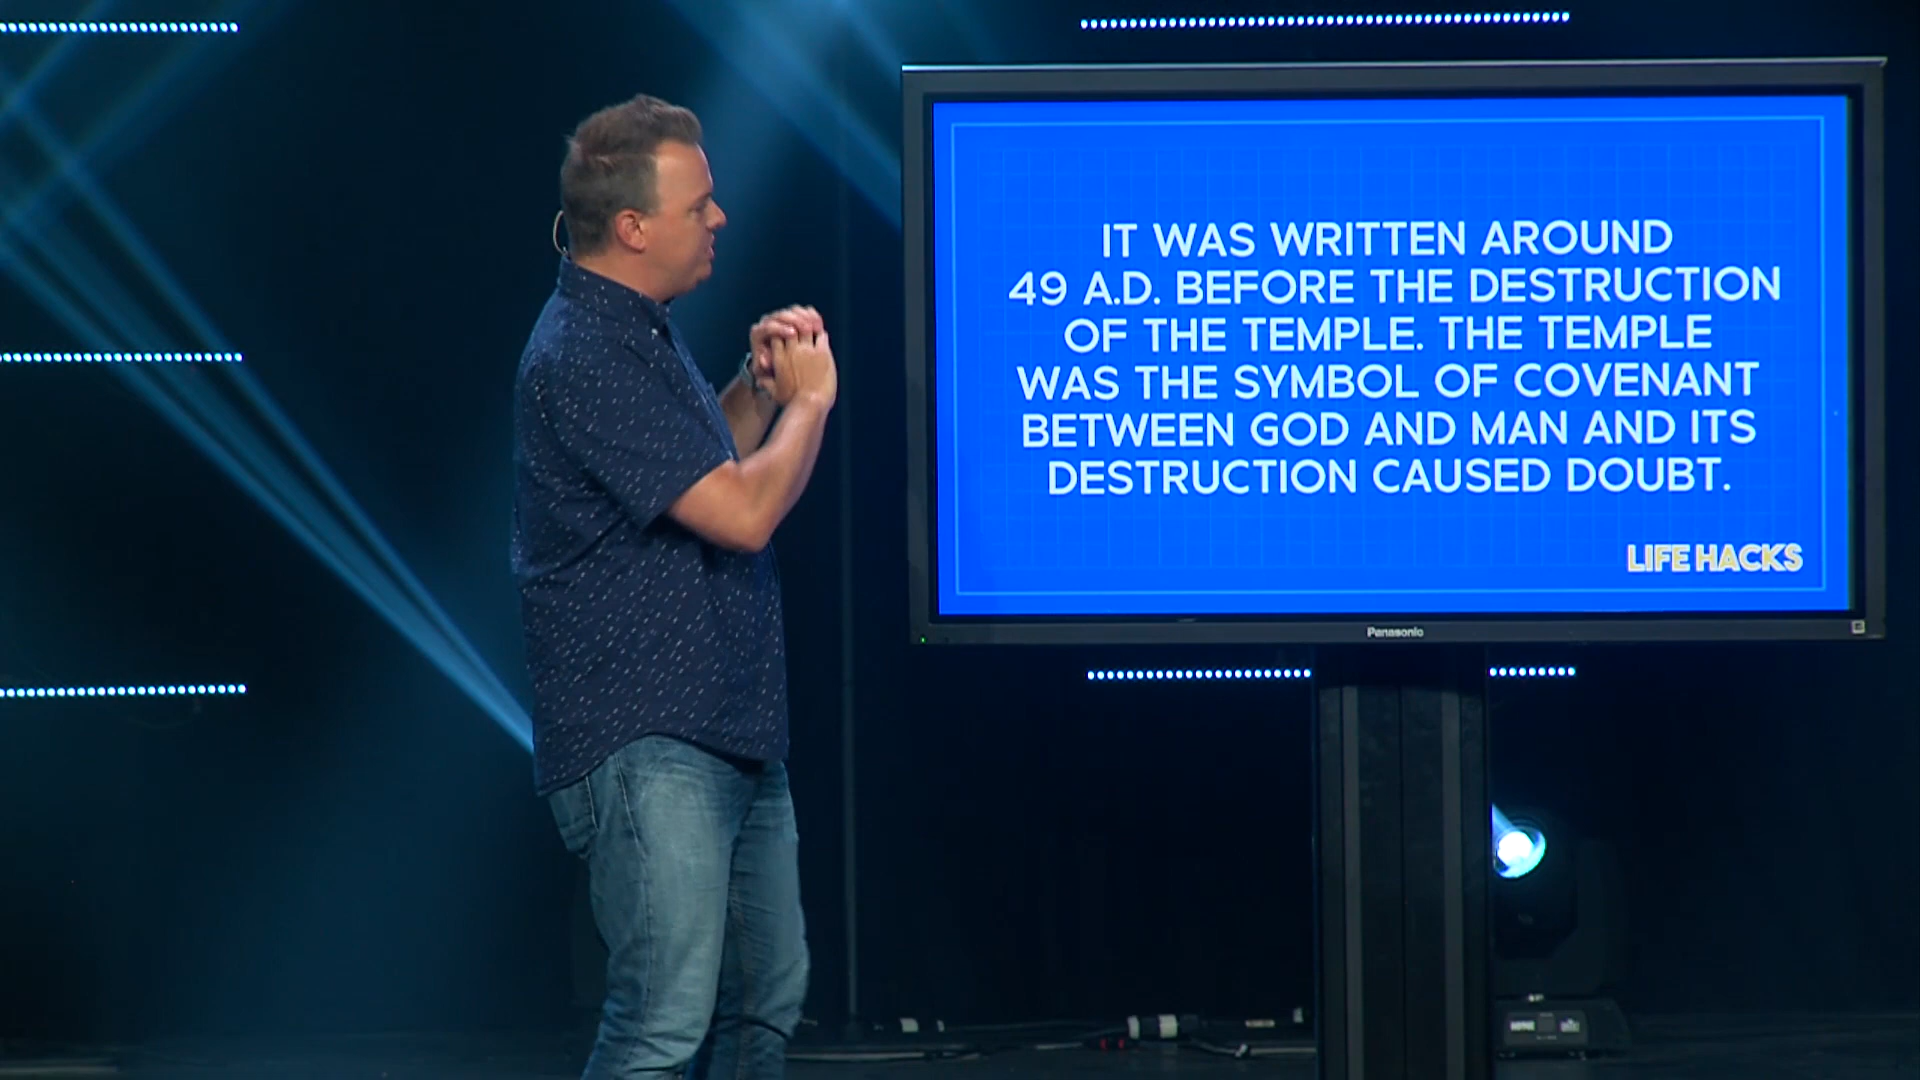 IT WAS WRITTEN AROUND
49 A.D. BEFORE THE DESTRUCTION
OF THE TEMPLE. THE TEMPLE
WAS THE SYMBOL OF COVENANT
BETWEEN GOD AND MAN AND ITS
DESTRUCTION CAUSED DOUBT.
LIFE HACKS
Panasonic